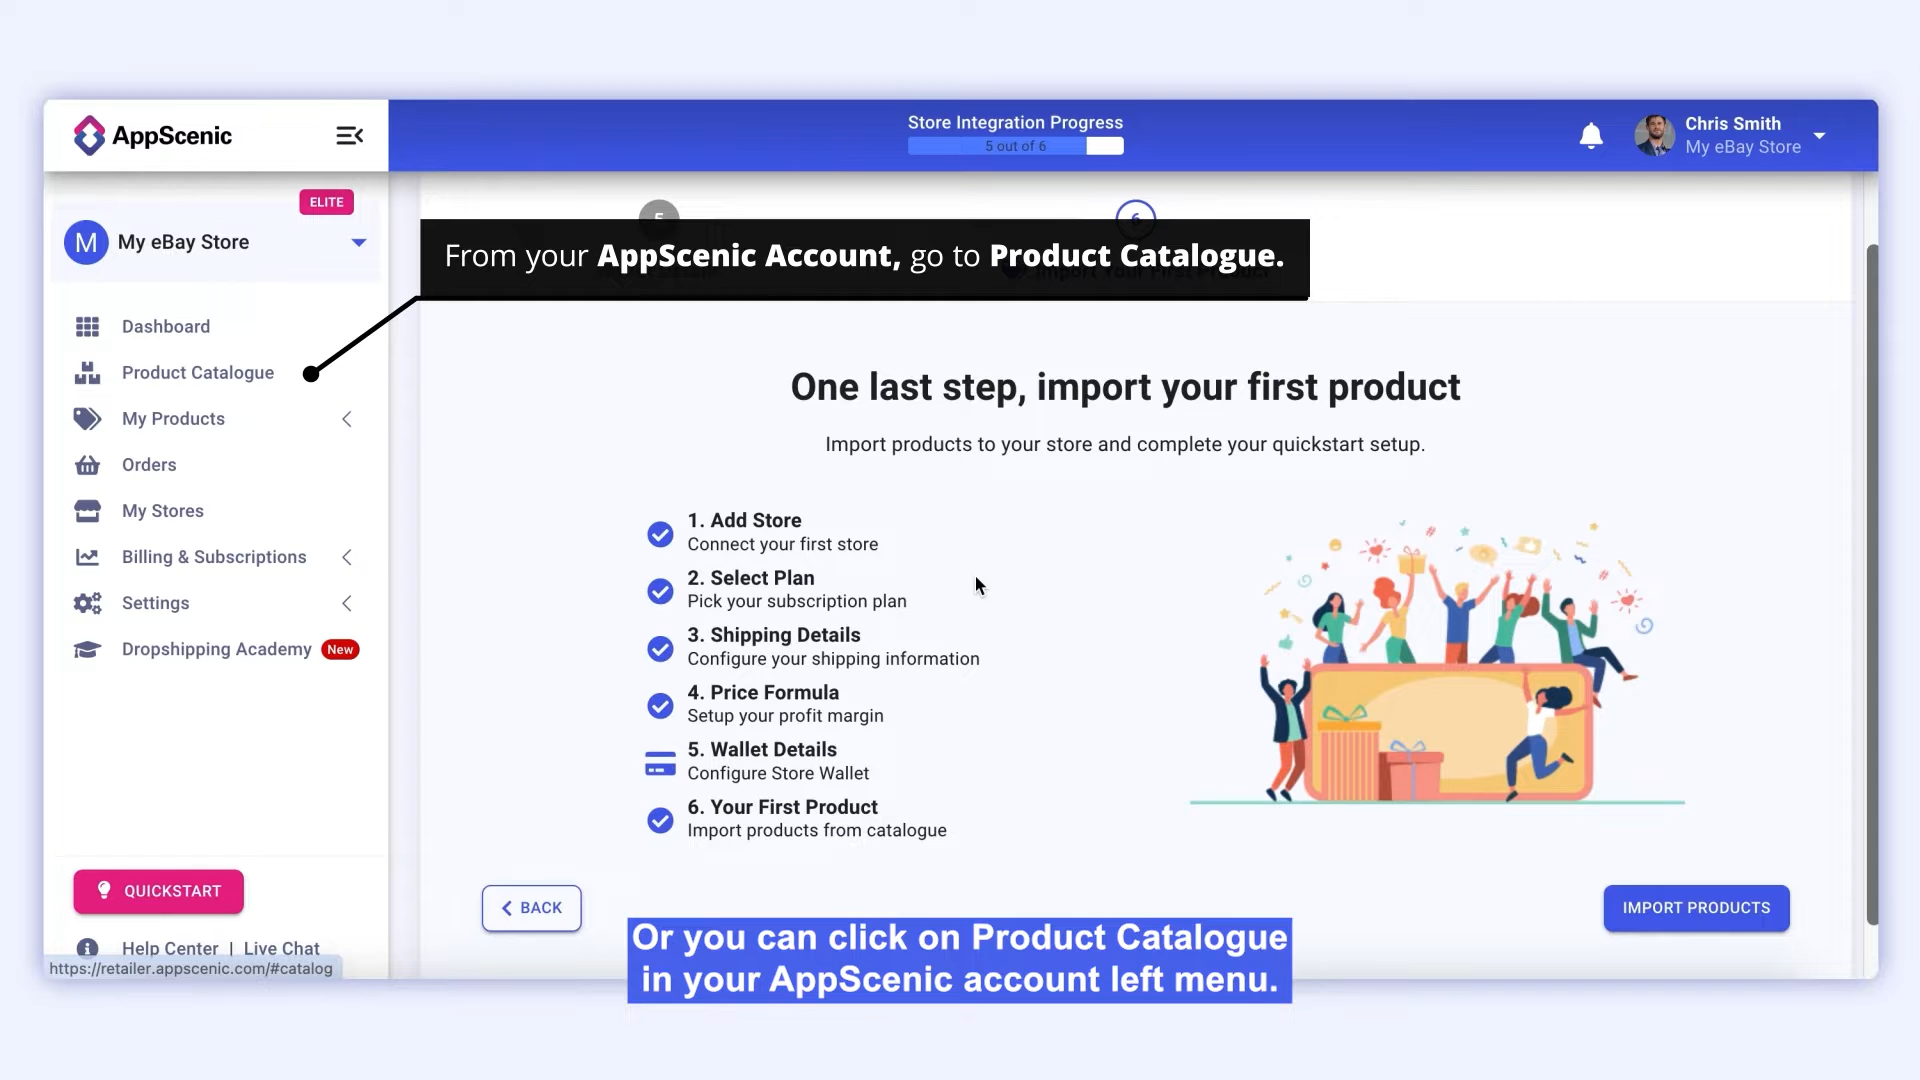 AppScenic
Store Integration Progress
5 out of 6
Chris Smith
My eBay Store
ELITE
M My eBay Store
5
6
From your AppScenic Account, go to Product Catalogue.
Import Your First Product
Dashboard
Product Catalogue
My Products
Orders
My Stores
Billing & Subscriptions
Settings
Dropshipping Academy New
One last step, import your first product
Import products to your store and complete your quickstart setup.
1. Add Store
Connect your first store
2. Select Plan
Pick your subscription plan
3. Shipping Details
Configure your shipping information
4. Price Formula
Setup your profit margin
5. Wallet Details
Configure Store Wallet
6. Your First Product
Import products from catalogue
QUICKSTART
BACK
IMPORT PRODUCTS
Help Center | Live Chat
https://retailer.appscenic.com/#catalog
Or you can click on Product Catalogue
in your AppScenic account left menu.